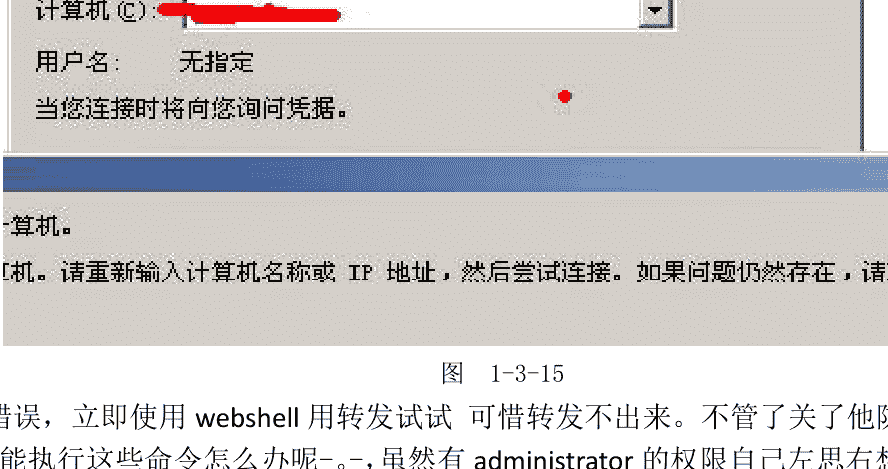 计算机(C):
用户名: 无指定
当您连接时将向您询问凭据。
计算机。
算机。请重新输入计算机名称或 IP 地址，然后尝试连接。如果问题仍然存在，请
图 1-3-15
错误，立即使用 webshell 用转发试试 可惜转发不出来。不管了关了他防
能执行这些命令怎么办呢-。-，虽然有 administrator 的权限自己左思右想